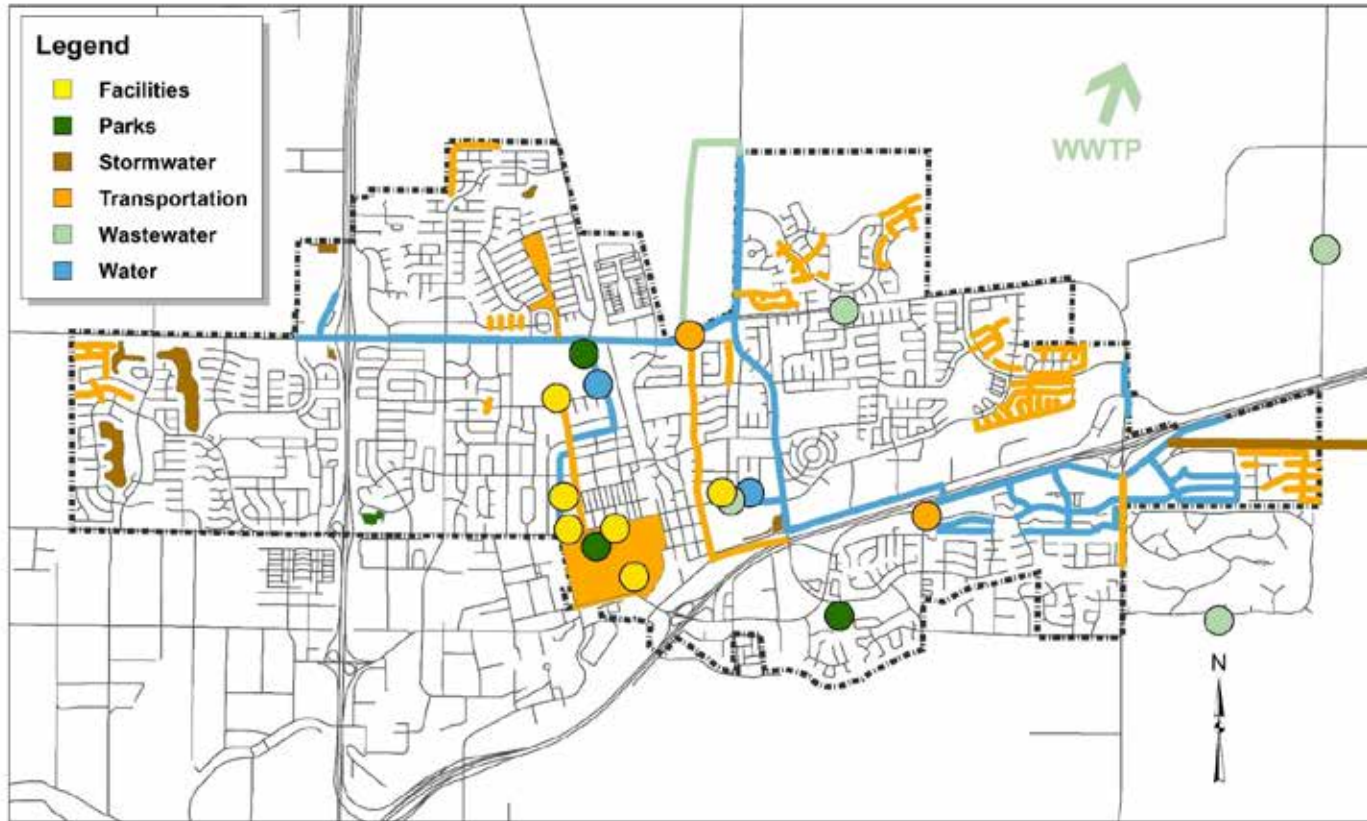 Legend
Facilities
Parks
Stormwater
Transportation
Wastewater
Water
WWTP
N